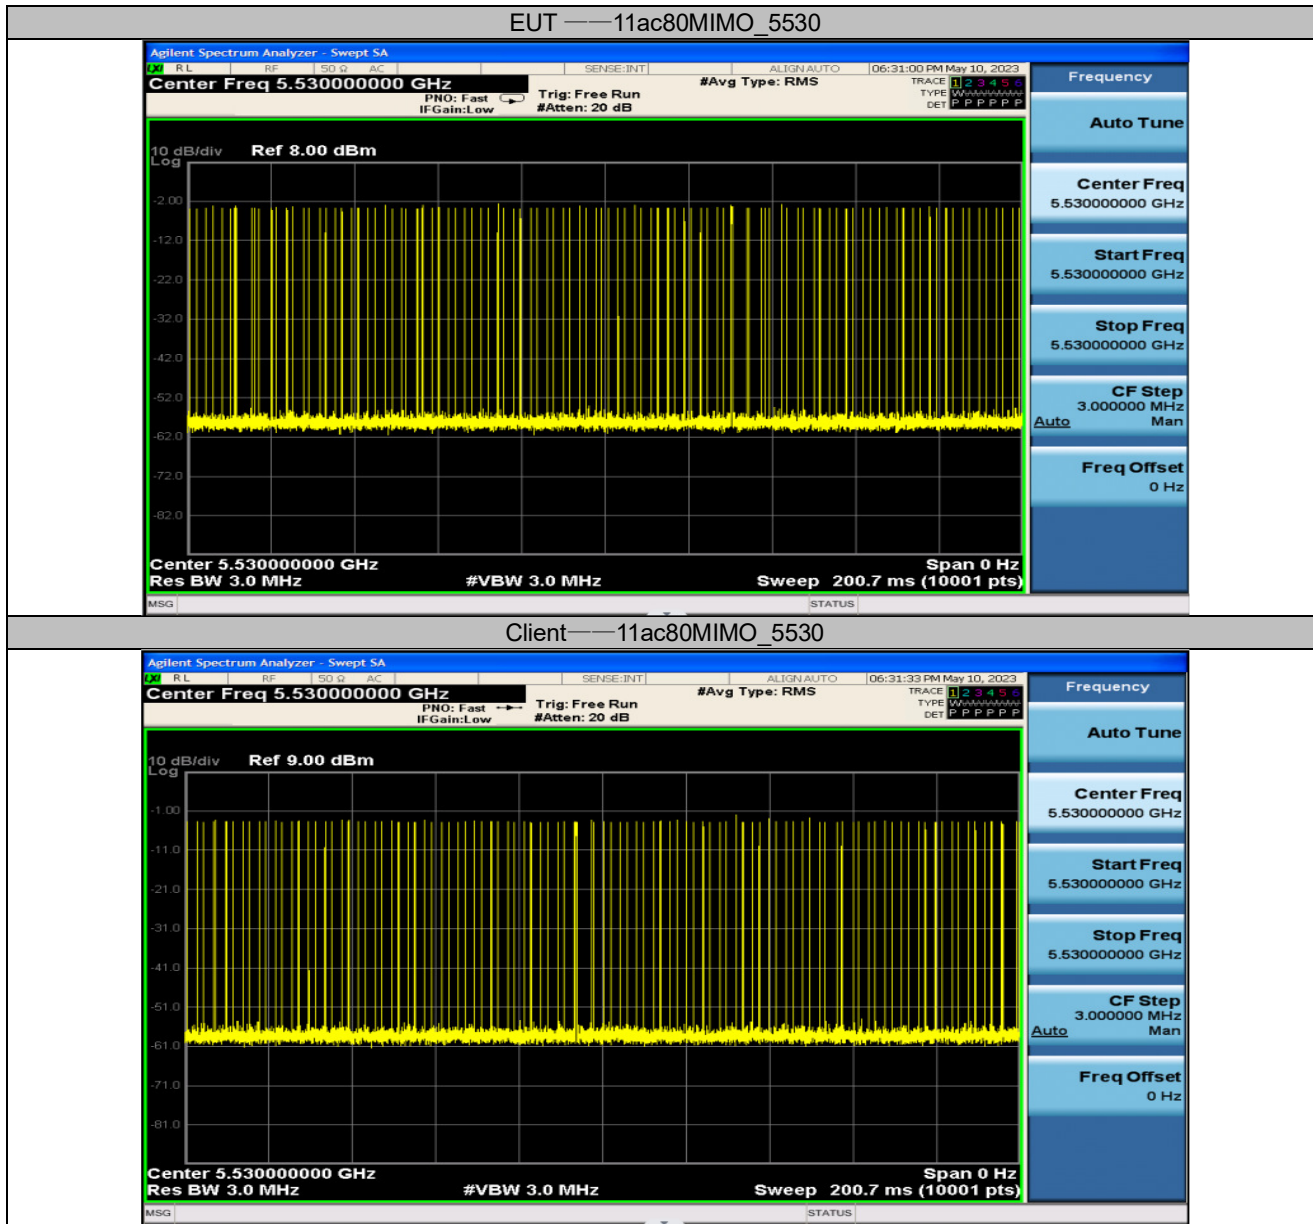 EUT ——11ac80MIMO_5530
Agilent Spectrum Analyzer - Swept SA
LXI RL RF 50 Ω AC SENSE:INT ALIGN AUTO 06:31:00 PM May 10, 2023
Center Freq 5.530000000 GHz #Avg Type: RMS TRACE 1 2 3 4 5 6
PNO: Fast Trig: Free Run TYPE
IFGain:Low #Atten: 20 dB DET P P P P P P
10 dB/div Ref 8.00 dBm
Log
-2.00
-12.0
-22.0
-32.0
-42.0
-52.0
-62.0
-72.0
-82.0
Center 5.530000000 GHz Span 0 Hz
Res BW 3.0 MHz #VBW 3.0 MHz Sweep 200.7 ms (10001 pts)
MSG STATUS
Frequency
Auto Tune
Center Freq
5.530000000 GHz
Start Freq
5.530000000 GHz
Stop Freq
5.530000000 GHz
CF Step
3.000000 MHz
Auto Man
Freq Offset
0 Hz
Client——11ac80MIMO_5530
Agilent Spectrum Analyzer - Swept SA
LXI RL RF 50 Ω AC SENSE:INT ALIGN AUTO 06:31:33 PM May 10, 2023
Center Freq 5.530000000 GHz #Avg Type: RMS TRACE 1 2 3 4 5 6
PNO: Fast Trig: Free Run TYPE
IFGain:Low #Atten: 20 dB DET P P P P P P
10 dB/div Ref 9.00 dBm
Log
-1.00
-11.0
-21.0
-31.0
-41.0
-51.0
-61.0
-71.0
-81.0
Center 5.530000000 GHz Span 0 Hz
Res BW 3.0 MHz #VBW 3.0 MHz Sweep 200.7 ms (10001 pts)
MSG STATUS
Frequency
Auto Tune
Center Freq
5.530000000 GHz
Start Freq
5.530000000 GHz
Stop Freq
5.530000000 GHz
CF Step
3.000000 MHz
Auto Man
Freq Offset
0 Hz